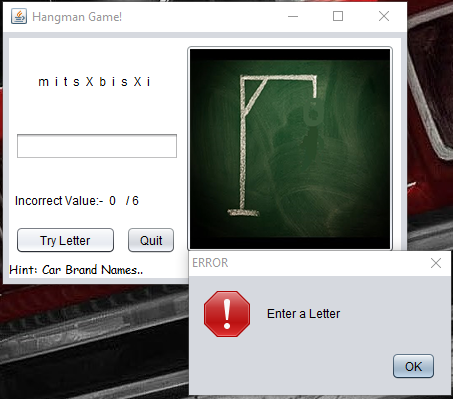 Hangman Game!
m i t s X b i s X i
Incorrect Value:- 0 / 6
Try Letter
Quit
Hint: Car Brand Names..
ERROR
Enter a Letter
OK